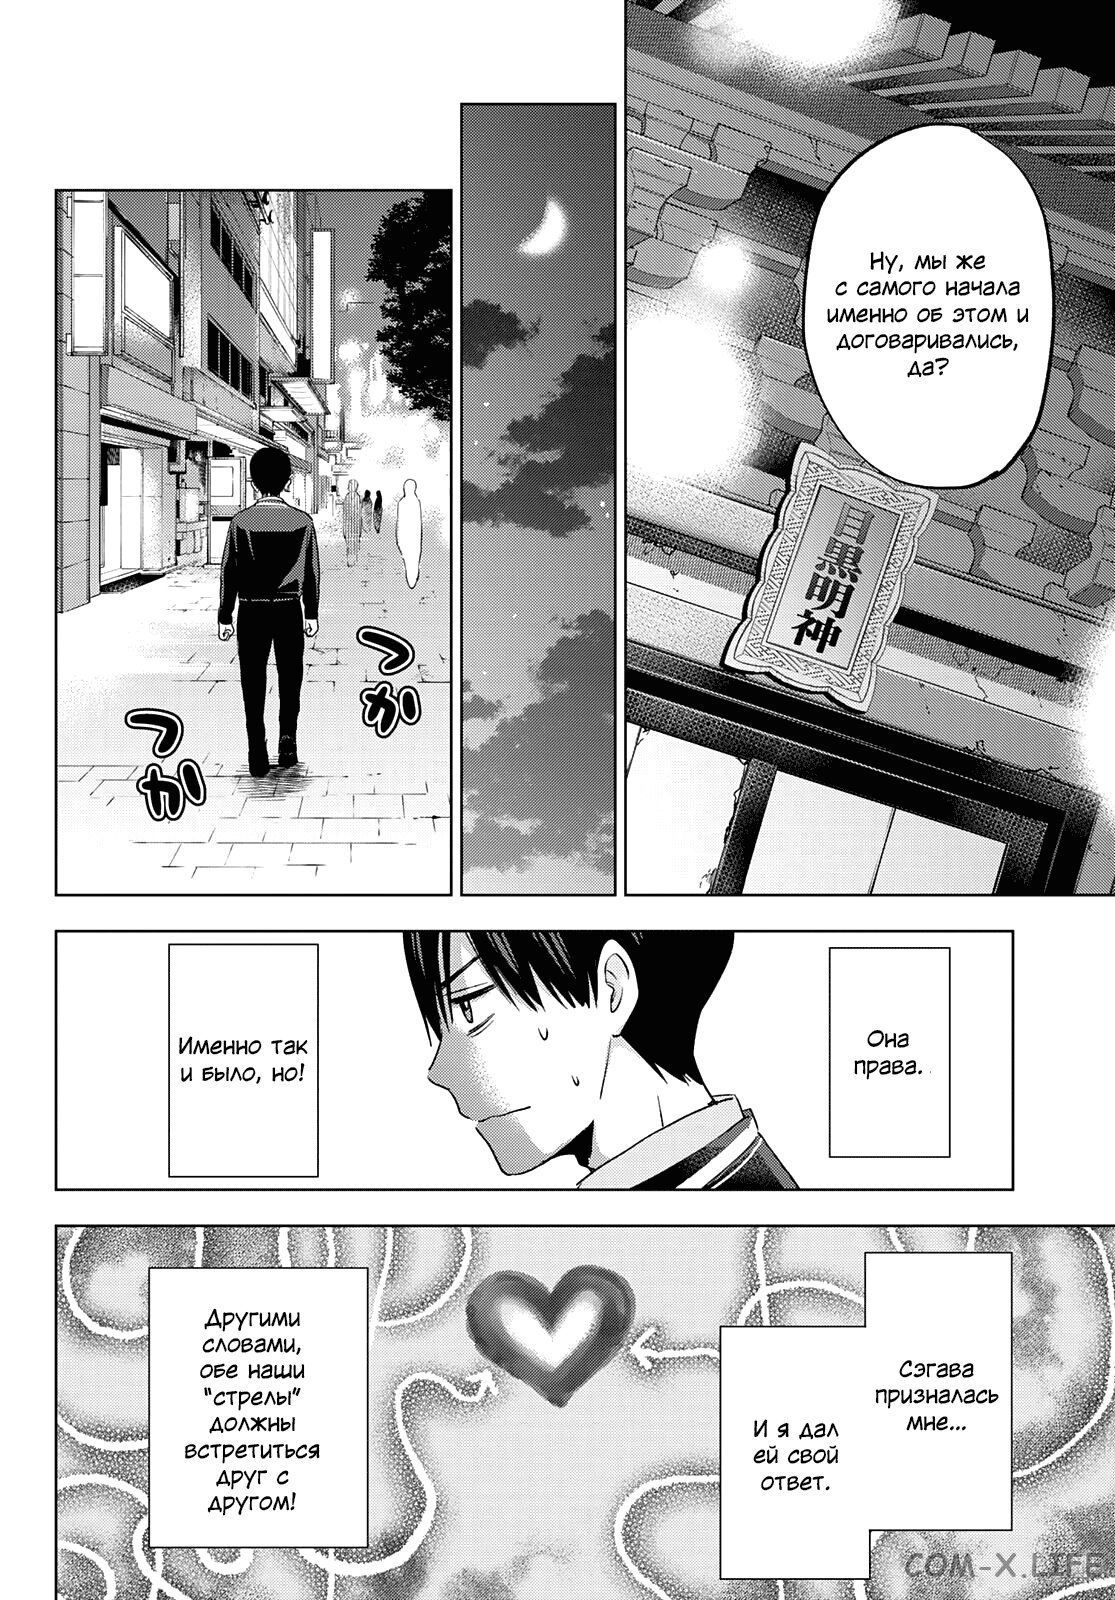 Ну, мы же
с самого начала
именно об этом и
договаривались,
да?
目黒明神
つか
つか
Она
права.
Именно так
и было, но!
Сэгава
призналась
мне...
И я дал
ей свой
ответ.
Другими
словами,
обе наши
"стрелы"
должны
встретиться
друг с
другом!
COM-X.LIFE